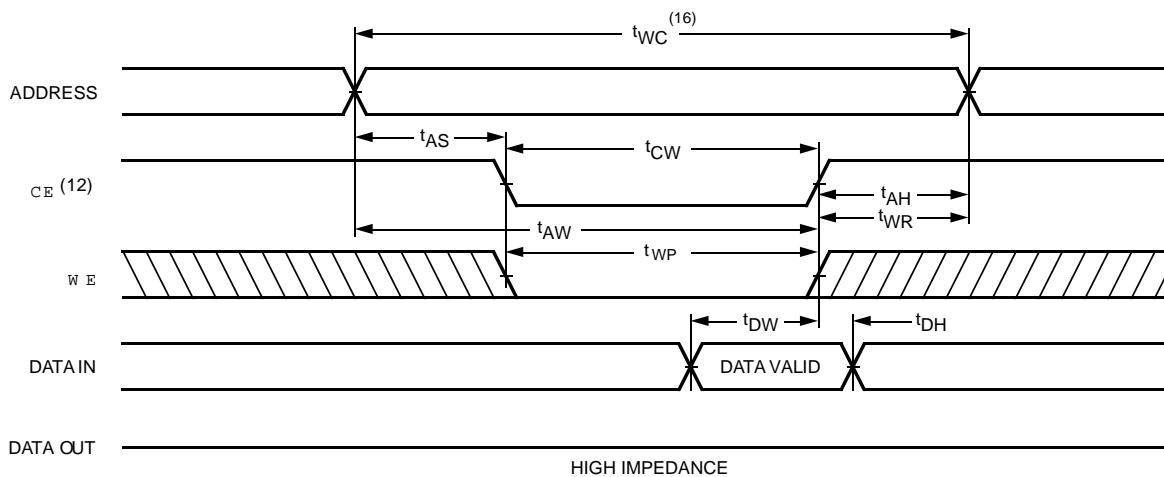 tWC(16)
ADDRESS
tAS
tCW
CE (12)
tAH
tWR
tAW
tWP
W E
tDW
tDH
DATA IN
DATA VALID
DATA OUT
HIGH IMPEDANCE